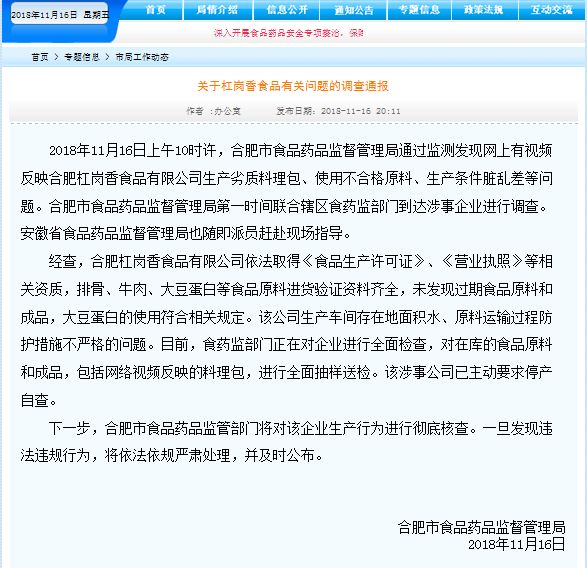 2018年11月16日 星期五
首页 局情介绍 信息公开 通知公告 专题信息 政策法规 互动交流
深入开展食品药品安全专项整治, 保障
首页 > 专题信息 > 市局工作动态
关于杠岗香食品有关问题的调查通报
作者 :办公室 发布日期: 2018-11-16 20:11
2018年11月16日上午10时许，合肥市食品药品监督管理局通过监测发现网上有视频
反映合肥杠岗香食品有限公司生产劣质料理包、使用不合格原料、生产条件脏乱差等问
题。合肥市食品药品监督管理局第一时间联合辖区食药监部门到达涉事企业进行调查。
安徽省食品药品监督管理局也随即派员赶赴现场指导。
经查，合肥杠岗香食品有限公司依法取得《食品生产许可证》、《营业执照》等相
关资质，排骨、牛肉、大豆蛋白等食品原料进货验证资料齐全，未发现过期食品原料和
成品，大豆蛋白的使用符合相关规定。该公司生产车间存在地面积水、原料运输过程防
护措施不严格的问题。目前，食药监部门正在对企业进行全面检查，对在库的食品原料
和成品，包括网络视频反映的料理包，进行全面抽样送检。该涉事公司已主动要求停产
自查。
下一步，合肥市食品药品监管部门将对该企业生产行为进行彻底核查。一旦发现违
法违规行为，将依法依规严肃处理，并及时公布。
合肥市食品药品监督管理局
2018年11月16日